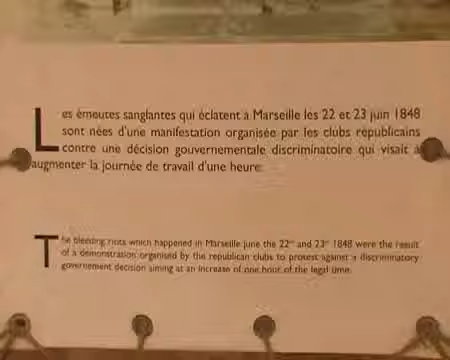 Les émeutes sanglantes qui éclatent à Marseille les 22 et 23 juin 1848
sont nées d'une manifestation organisée par les clubs républicains
contre une décision gouvernementale discriminatoire qui visait à
augmenter la journée de travail d'une heure.
The bleeding riots which happened in Marseille june the 22nd and 23rd 1848 were the result
of a demonstration organised by the republican clubs to protest against a discriminatory
governement decision aiming at an increase of one hour of the legal time.